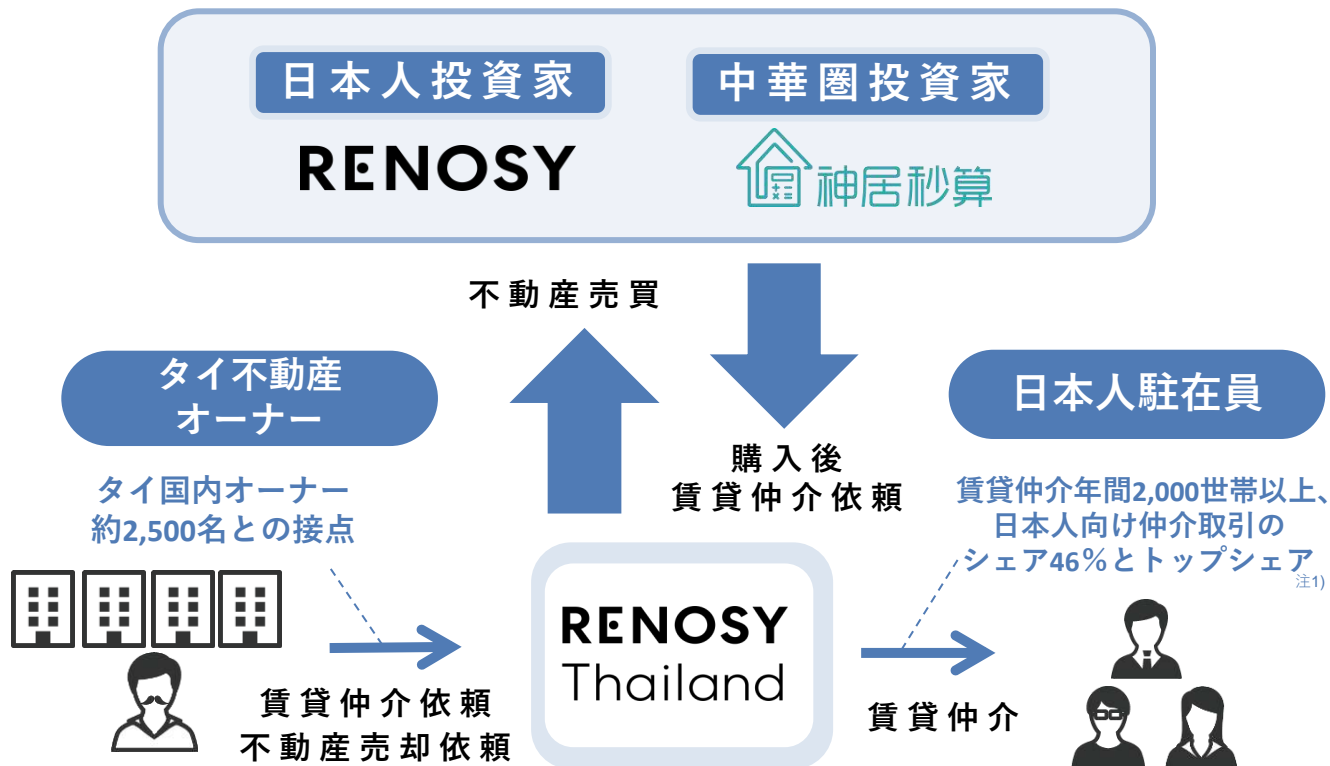 日本人投資家
中華圏投資家
RENOSY
神居秒算
不動産売買
購入後
賃貸仲介依頼
タイ不動産
オーナー
タイ国内オーナー
約2,500名との接点
日本人駐在員
賃貸仲介年間2,000世帯以上、
日本人向け仲介取引の
シェア46%とトップシェア
注1)
RENOSY
Thailand
賃貸仲介依頼
不動産売却依頼
賃貸仲介